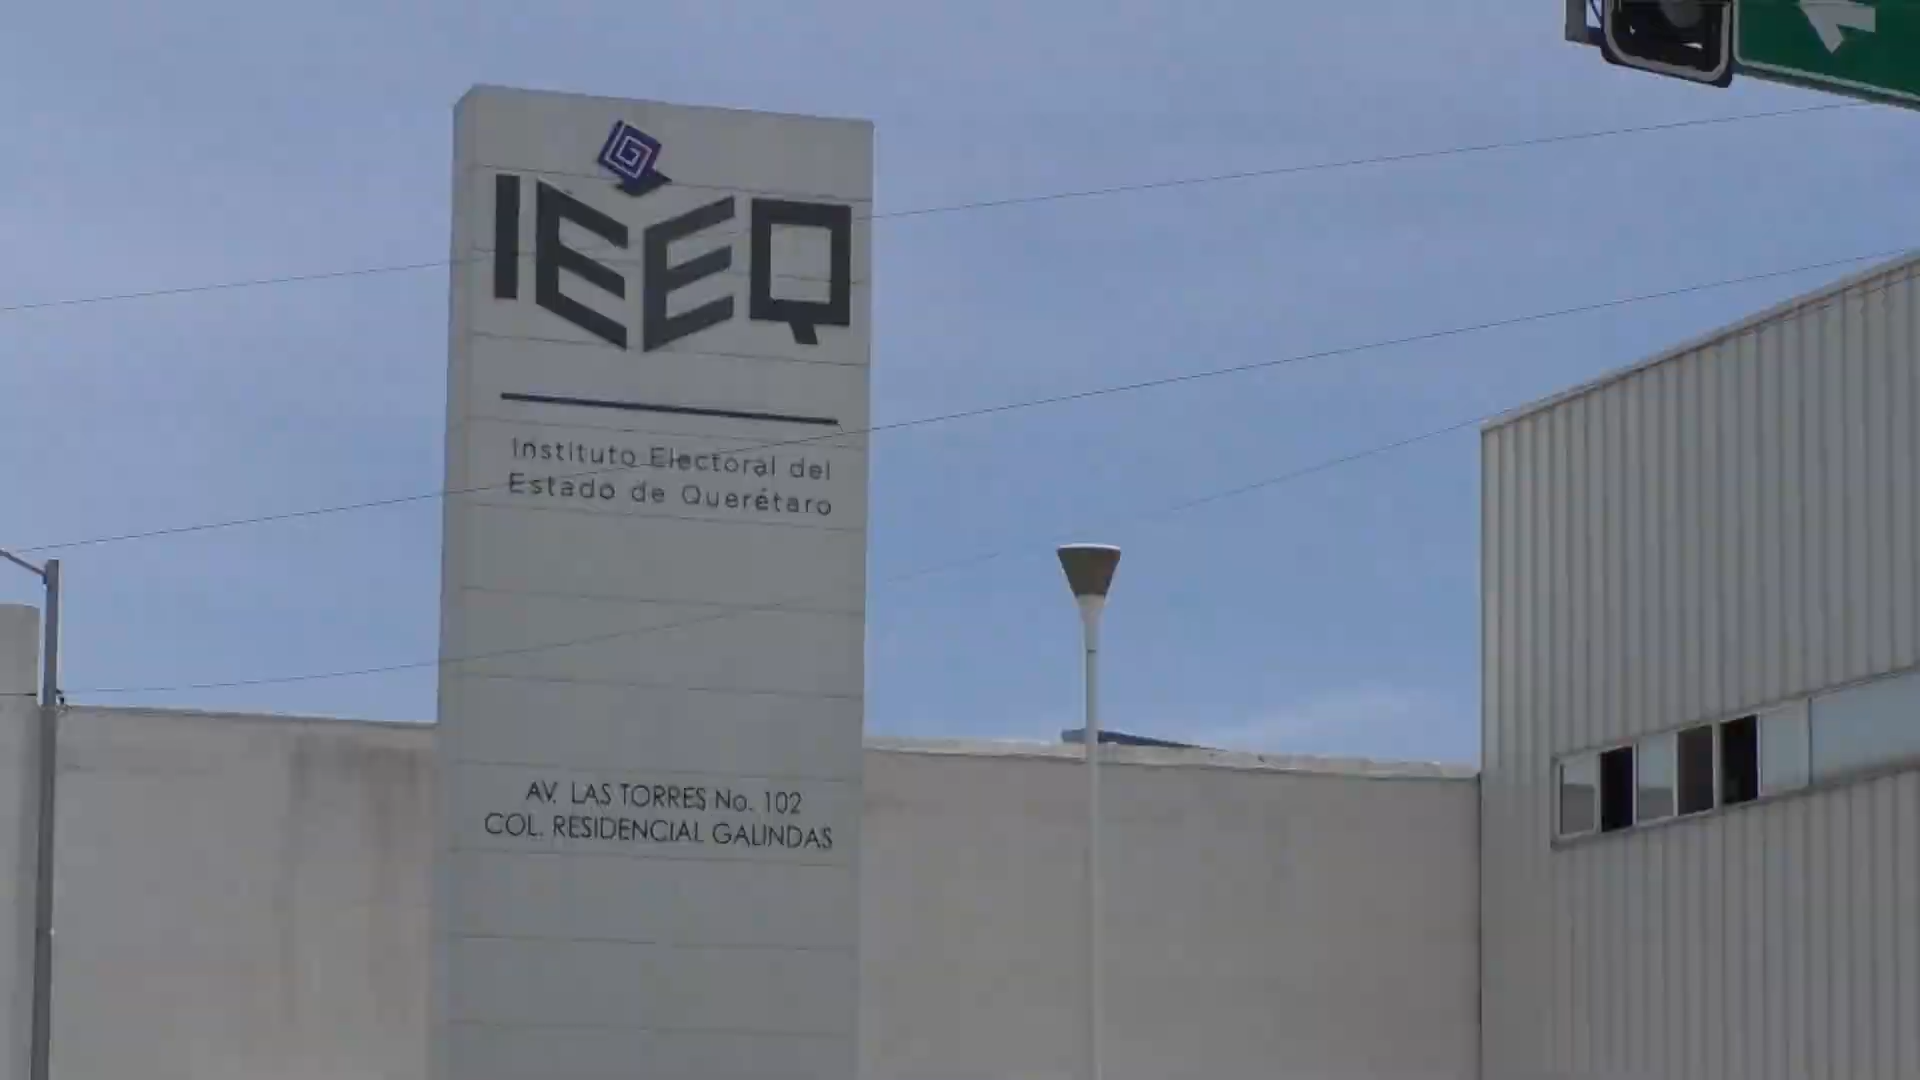 IEEQ
Instituto Electoral del
Estado de Querétaro
AV. LAS TORRES No. 102
COL. RESIDENCIAL GALINDAS